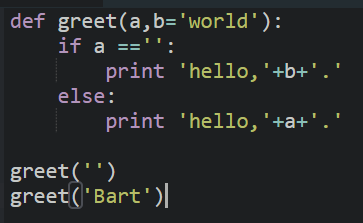 def greet(a,b='world'):
    if a =='':
        print 'hello,'+b+'.'
    else:
        print 'hello,'+a+'.'

greet('')
greet('Bart')